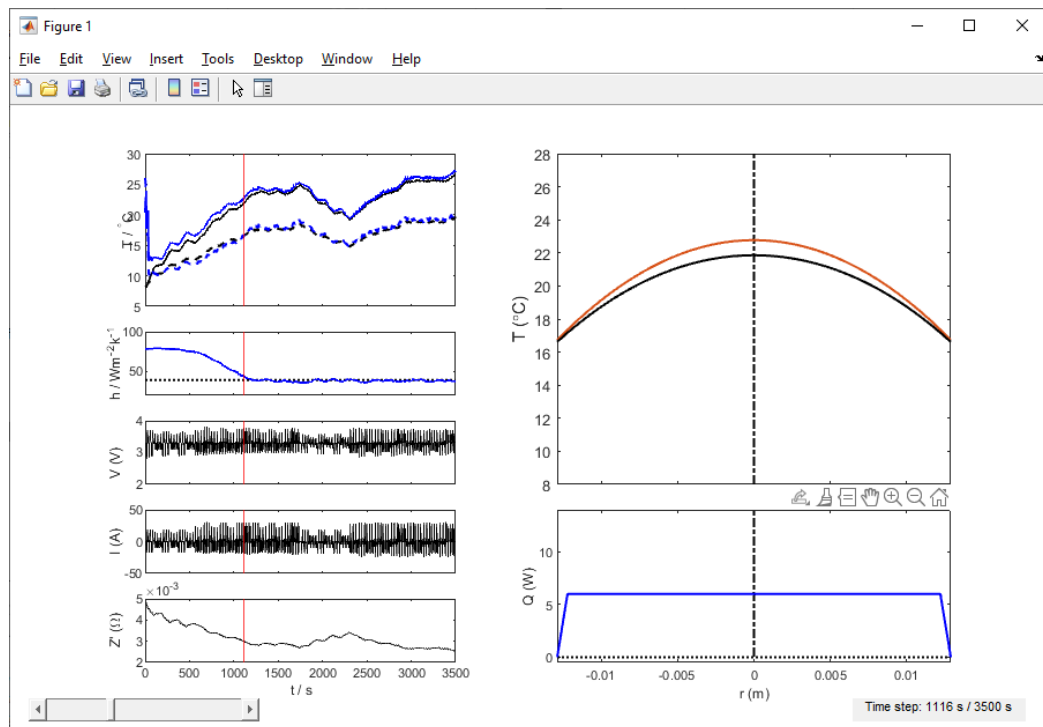 Figure 1
File Edit View Insert Tools Desktop Window Help
30
25
20
15
10
5
T / °C
100
50
h / Wm⁻²k⁻¹
4
3
2
V (V)
50
0
-50
I (A)
× 10⁻³
5
4
3
2
Z' (Ω)
0 500 1000 1500 2000 2500 3000 3500
t / s
28
26
24
22
20
18
16
14
12
10
8
T (°C)
10
5
0
Q (W)
-0.01 -0.005 0 0.005 0.01
r (m)
Time step: 1116 s / 3500 s